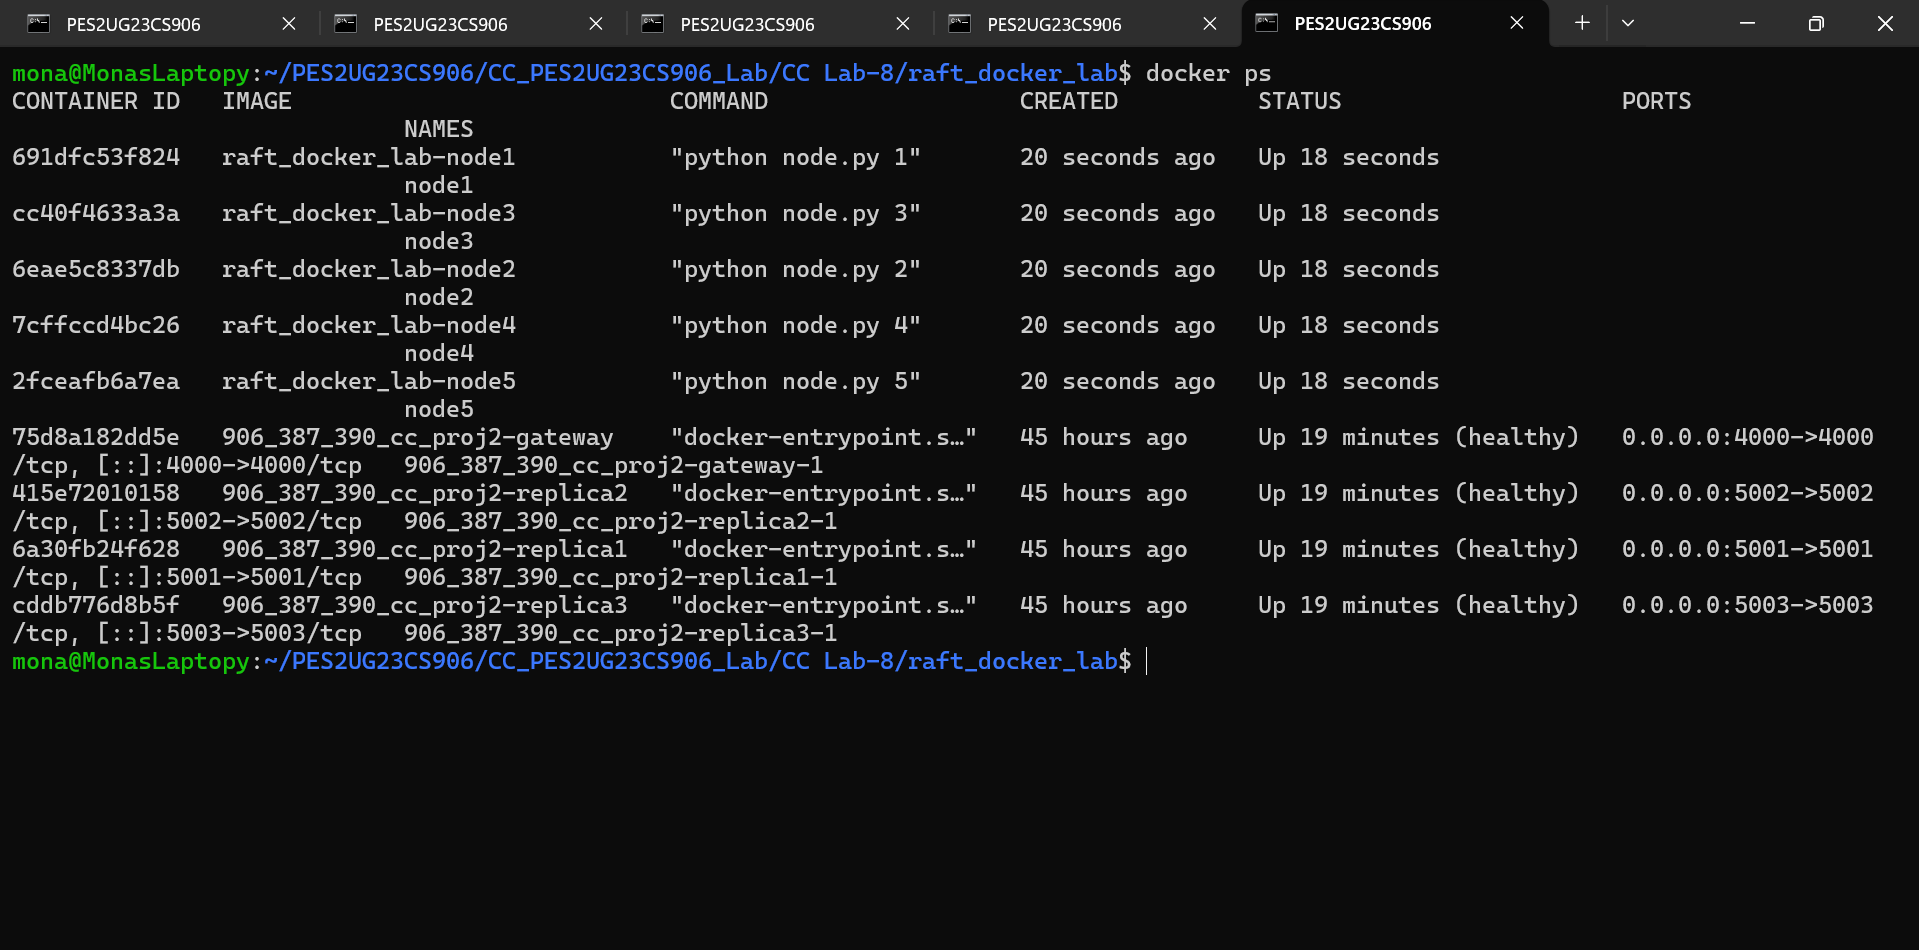 PES2UG23CS906 PES2UG23CS906 PES2UG23CS906 PES2UG23CS906 PES2UG23CS906
mona@MonasLaptopy:~/PES2UG23CS906/CC_PES2UG23CS906_Lab/CC Lab-8/raft_docker_lab$ docker ps
CONTAINER ID   IMAGE                           COMMAND                  CREATED          STATUS                    PORTS
NAMES
691dfc53f824   raft_docker_lab-node1           "python node.py 1"       20 seconds ago   Up 18 seconds
node1
cc40f4633a3a   raft_docker_lab-node3           "python node.py 3"       20 seconds ago   Up 18 seconds
node3
6eae5c8337db   raft_docker_lab-node2           "python node.py 2"       20 seconds ago   Up 18 seconds
node2
7cffccd4bc26   raft_docker_lab-node4           "python node.py 4"       20 seconds ago   Up 18 seconds
node4
2fceafb6a7ea   raft_docker_lab-node5           "python node.py 5"       20 seconds ago   Up 18 seconds
node5
75d8a182dd5e   906_387_390_cc_proj2-gateway    "docker-entrypoint.s…"   45 hours ago     Up 19 minutes (healthy)   0.0.0.0:4000->4000
/tcp, [::]:4000->4000/tcp   906_387_390_cc_proj2-gateway-1
415e72010158   906_387_390_cc_proj2-replica2   "docker-entrypoint.s…"   45 hours ago     Up 19 minutes (healthy)   0.0.0.0:5002->5002
/tcp, [::]:5002->5002/tcp   906_387_390_cc_proj2-replica2-1
6a30fb24f628   906_387_390_cc_proj2-replica1   "docker-entrypoint.s…"   45 hours ago     Up 19 minutes (healthy)   0.0.0.0:5001->5001
/tcp, [::]:5001->5001/tcp   906_387_390_cc_proj2-replica1-1
cddb776d8b5f   906_387_390_cc_proj2-replica3   "docker-entrypoint.s…"   45 hours ago     Up 19 minutes (healthy)   0.0.0.0:5003->5003
/tcp, [::]:5003->5003/tcp   906_387_390_cc_proj2-replica3-1
mona@MonasLaptopy:~/PES2UG23CS906/CC_PES2UG23CS906_Lab/CC Lab-8/raft_docker_lab$